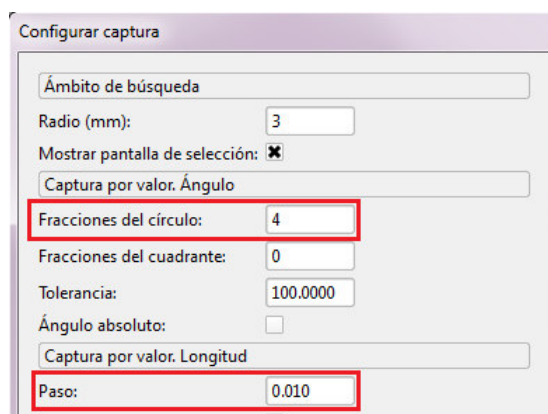 Configurar captura
Ámbito de búsqueda
Radio (mm): 3
Mostrar pantalla de selección:
Captura por valor. Ángulo
Fracciones del círculo: 4
Fracciones del cuadrante: 0
Tolerancia: 100.0000
Ángulo absoluto:
Captura por valor. Longitud
Paso: 0.010